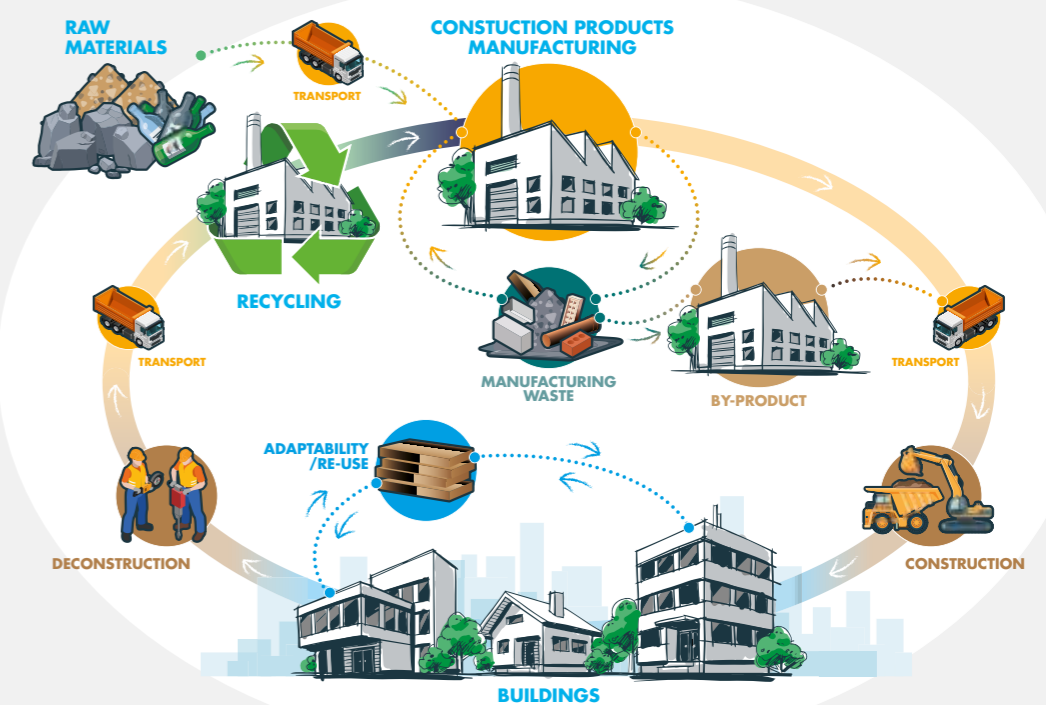 RAW
MATERIALS
TRANSPORT
CONSTUCTION PRODUCTS
MANUFACTURING
RECYCLING
TRANSPORT
MANUFACTURING
WASTE
BY-PRODUCT
TRANSPORT
ADAPTABILITY
/RE-USE
DECONSTRUCTION
CONSTRUCTION
BUILDINGS